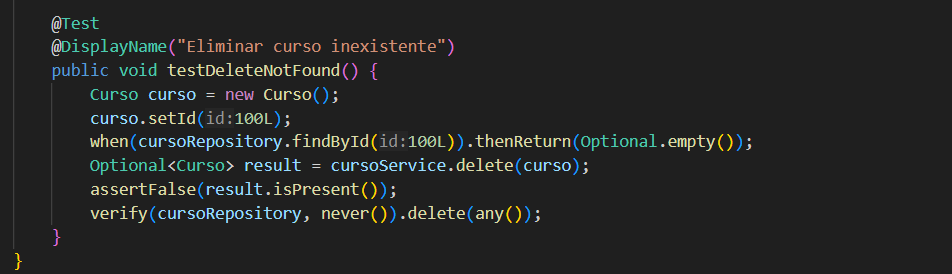 @Test
@DisplayName("Eliminar curso inexistente")
public void testDeleteNotFound() {
Curso curso = new Curso();
curso.setId(id:100L);
when(cursoRepository.findById(id:100L)).thenReturn(Optional.empty());
Optional<Curso> result = cursoService.delete(curso);
assertFalse(result.isPresent());
verify(cursoRepository, never()).delete(any());
}
}